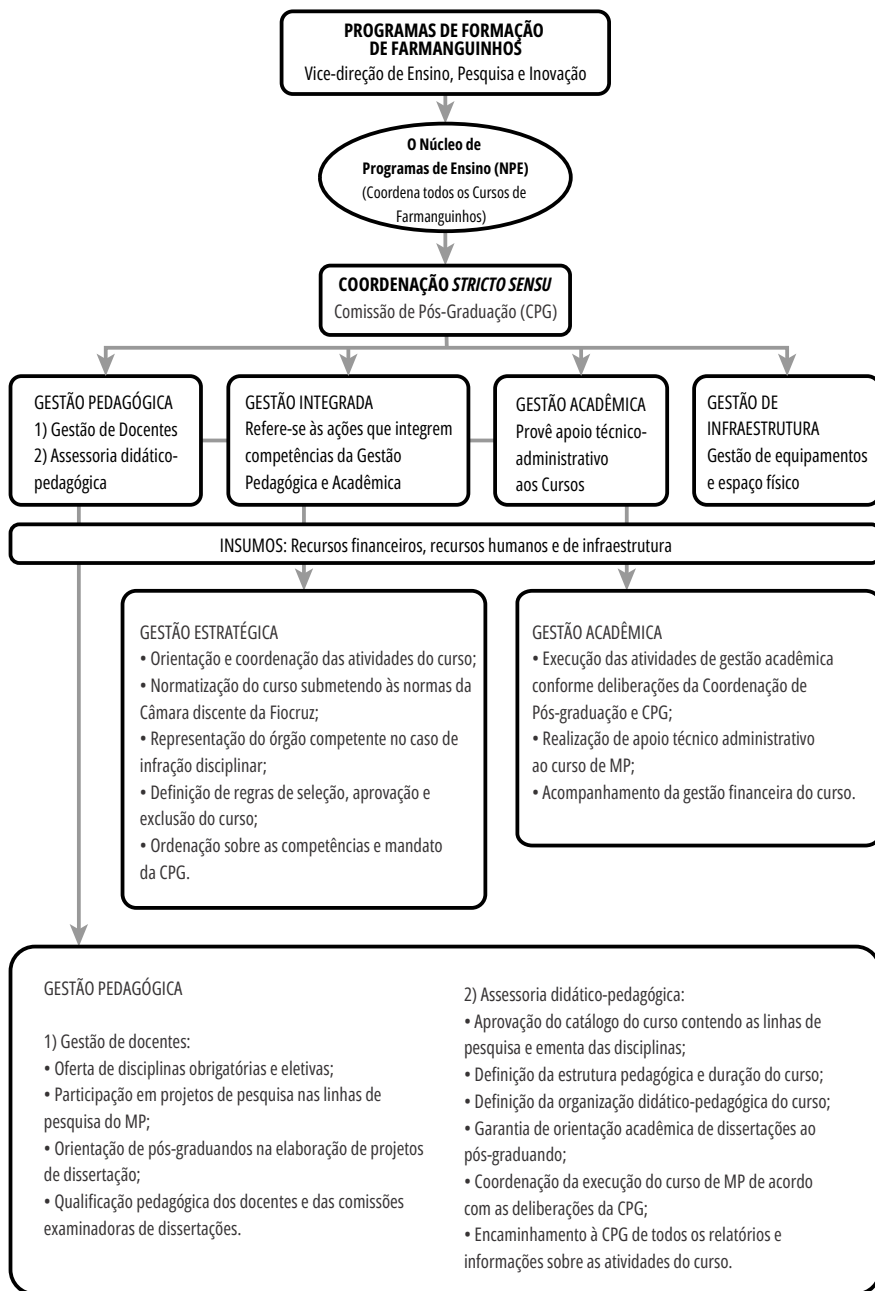 PROGRAMAS DE FORMAÇÃO
DE FARMANGUINHOS
Vice-direção de Ensino, Pesquisa e Inovação
O Núcleo de
Programas de Ensino (NPE)
(Coordena todos os Cursos de
Farmanguinhos)
COORDENAÇÃO STRICTO SENSU
Comissão de Pós-Graduação (CPG)
GESTÃO PEDAGÓGICA
1) Gestão de Docentes
2) Assessoria didático-
pedagógica
GESTÃO INTEGRADA
Refere-se às ações que integrem
competências da Gestão
Pedagógica e Acadêmica
GESTÃO ACADÊMICA
Provê apoio técnico-
administrativo
aos Cursos
GESTÃO DE
INFRAESTRUTURA
Gestão de equipamentos
e espaço físico
INSUMOS: Recursos financeiros, recursos humanos e de infraestrutura
GESTÃO ESTRATÉGICA
• Orientação e coordenação das atividades do curso;
• Normatização do curso submetendo às normas da
Câmara discente da Fiocruz;
• Representação do órgão competente no caso de
infração disciplinar;
• Definição de regras de seleção, aprovação e
exclusão do curso;
• Ordenação sobre as competências e mandato
da CPG.
GESTÃO ACADÊMICA
• Execução das atividades de gestão acadêmica
conforme deliberações da Coordenação de
Pós-graduação e CPG;
• Realização de apoio técnico administrativo
ao curso de MP;
• Acompanhamento da gestão financeira do curso.
GESTÃO PEDAGÓGICA
1) Gestão de docentes:
• Oferta de disciplinas obrigatórias e eletivas;
• Participação em projetos de pesquisa nas linhas de
pesquisa do MP;
• Orientação de pós-graduandos na elaboração de projetos
de dissertação;
• Qualificação pedagógica dos docentes e das comissões
examinadoras de dissertações.
2) Assessoria didático-pedagógica:
• Aprovação do catálogo do curso contendo as linhas de
pesquisa e ementa das disciplinas;
• Definição da estrutura pedagógica e duração do curso;
• Definição da organização didático-pedagógica do curso;
• Garantia de orientação acadêmica de dissertações ao
pós-graduando;
• Coordenação da execução do curso de MP de acordo
com as deliberações da CPG;
• Encaminhamento à CPG de todos os relatórios e
informações sobre as atividades do curso.